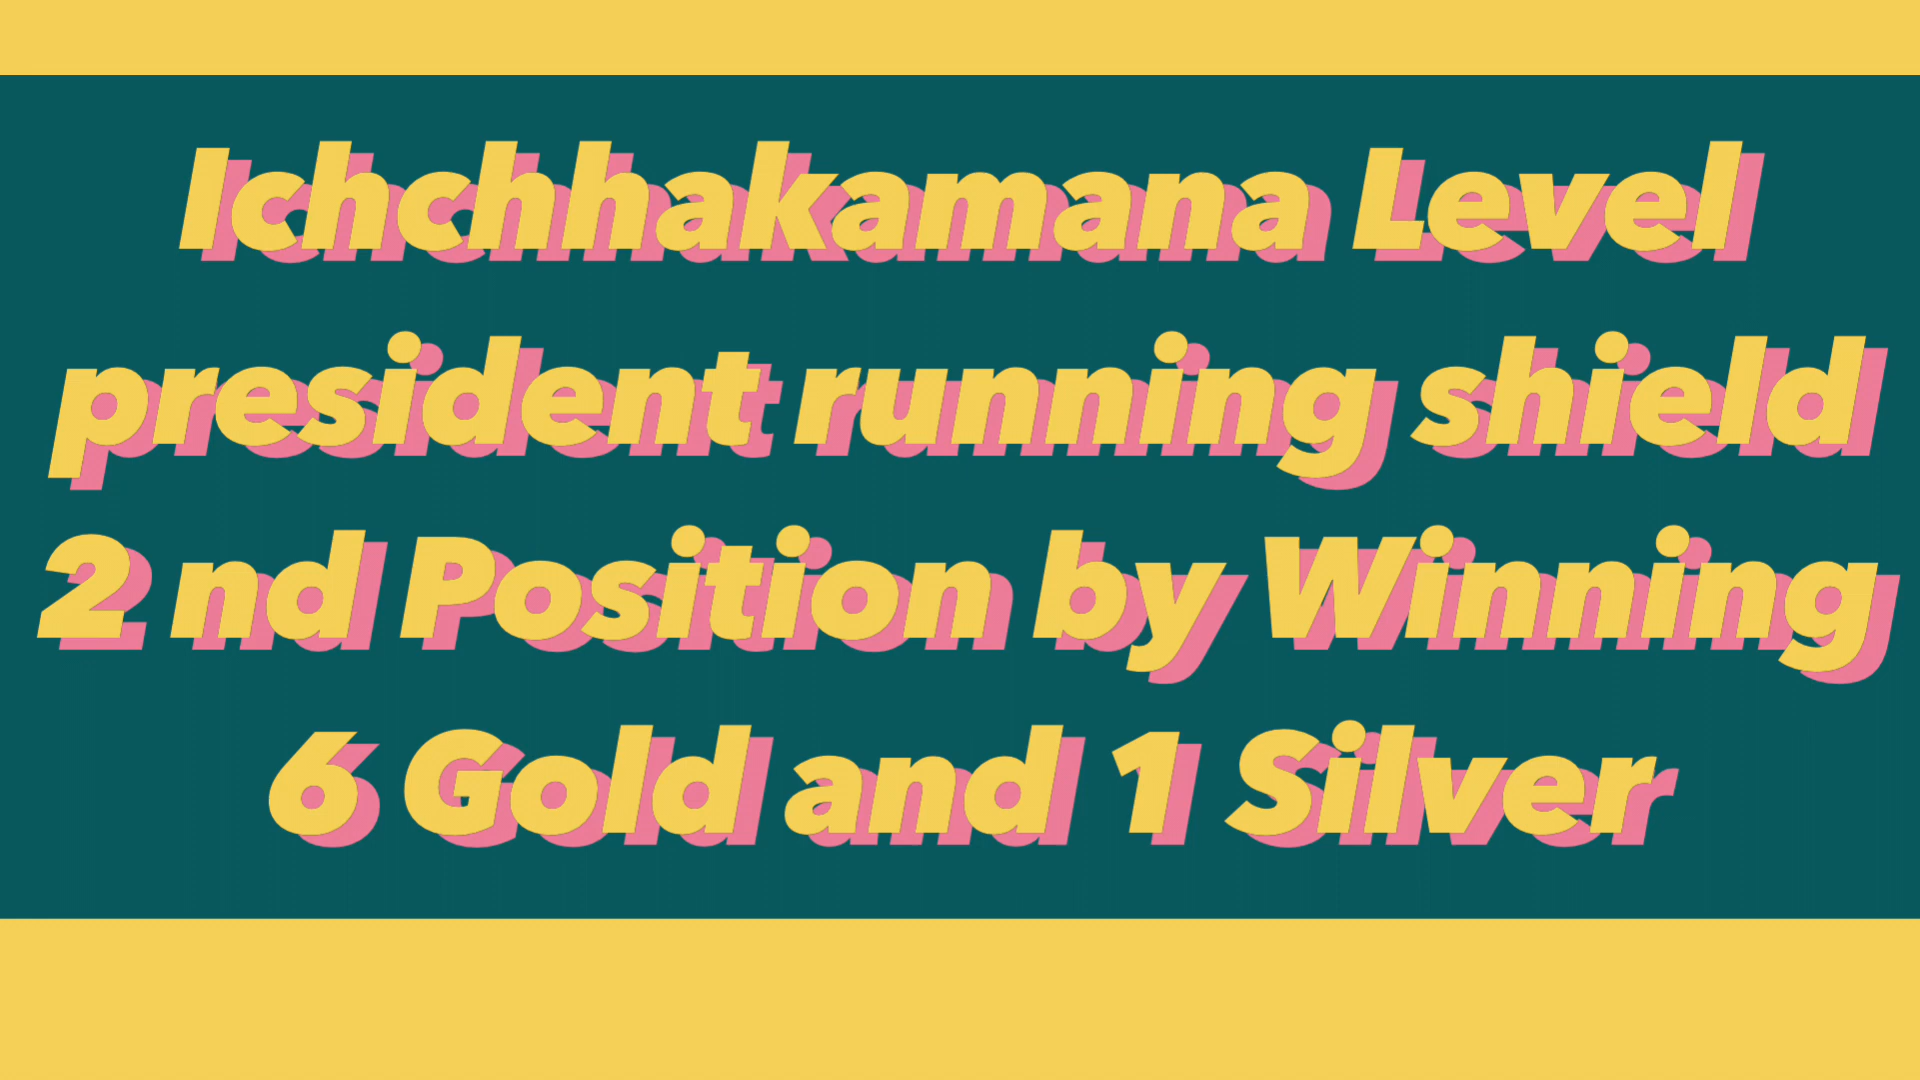 Ichchhakamana Level
president running shield
2 nd Position by Winning
6 Gold and 1 Silver